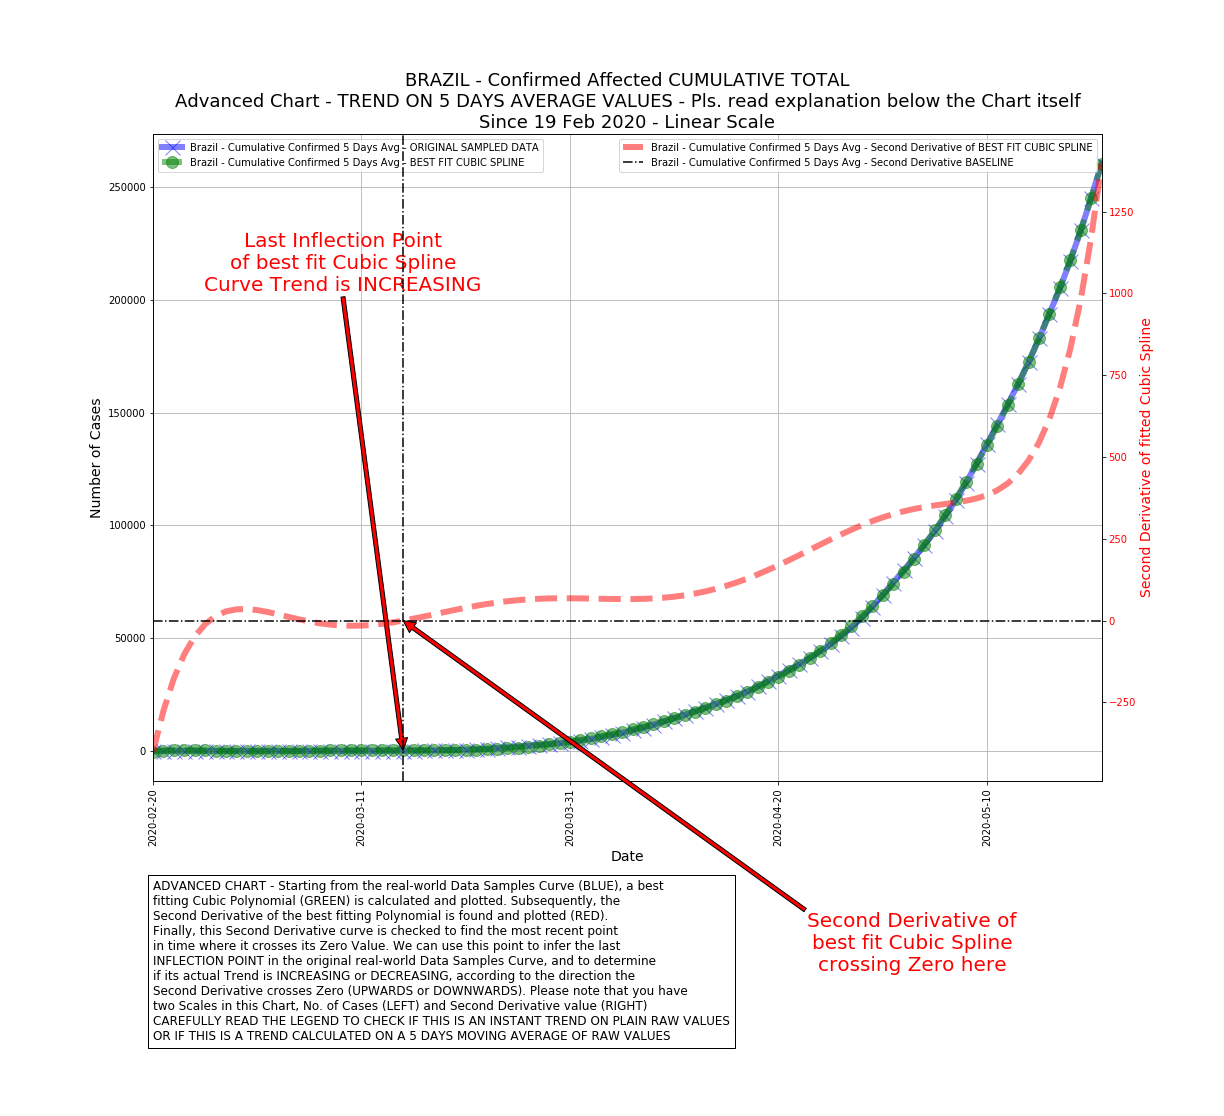 BRAZIL - Confirmed Affected CUMULATIVE TOTAL
Advanced Chart - TREND ON 5 DAYS AVERAGE VALUES - Pls. read explanation below the Chart itself
Since 19 Feb 2020 - Linear Scale
Brazil - Cumulative Confirmed 5 Days Avg - ORIGINAL SAMPLED DATA
Brazil - Cumulative Confirmed 5 Days Avg - BEST FIT CUBIC SPLINE
Brazil - Cumulative Confirmed 5 Days Avg - Second Derivative of BEST FIT CUBIC SPLINE
Brazil - Cumulative Confirmed 5 Days Avg - Second Derivative BASELINE
Last Inflection Point
of best fit Cubic Spline
Curve Trend is INCREASING
Number of Cases
250000
200000
150000
100000
50000
0
1250
1000
750
500
250
0
−250
Second Derivative of fitted Cubic Spline
2020-02-20
2020-03-11
2020-03-31
2020-04-20
2020-05-10
Date
ADVANCED CHART - Starting from the real-world Data Samples Curve (BLUE), a best
fitting Cubic Polynomial (GREEN) is calculated and plotted. Subsequently, the
Second Derivative of the best fitting Polynomial is found and plotted (RED).
Finally, this Second Derivative curve is checked to find the most recent point
in time where it crosses its Zero Value. We can use this point to infer the last
INFLECTION POINT in the original real-world Data Samples Curve, and to determine
if its actual Trend is INCREASING or DECREASING, according to the direction the
Second Derivative crosses Zero (UPWARDS or DOWNWARDS). Please note that you have
two Scales in this Chart, No. of Cases (LEFT) and Second Derivative value (RIGHT)
CAREFULLY READ THE LEGEND TO CHECK IF THIS IS AN INSTANT TREND ON PLAIN RAW VALUES
OR IF THIS IS A TREND CALCULATED ON A 5 DAYS MOVING AVERAGE OF RAW VALUES
Second Derivative of
best fit Cubic Spline
crossing Zero here